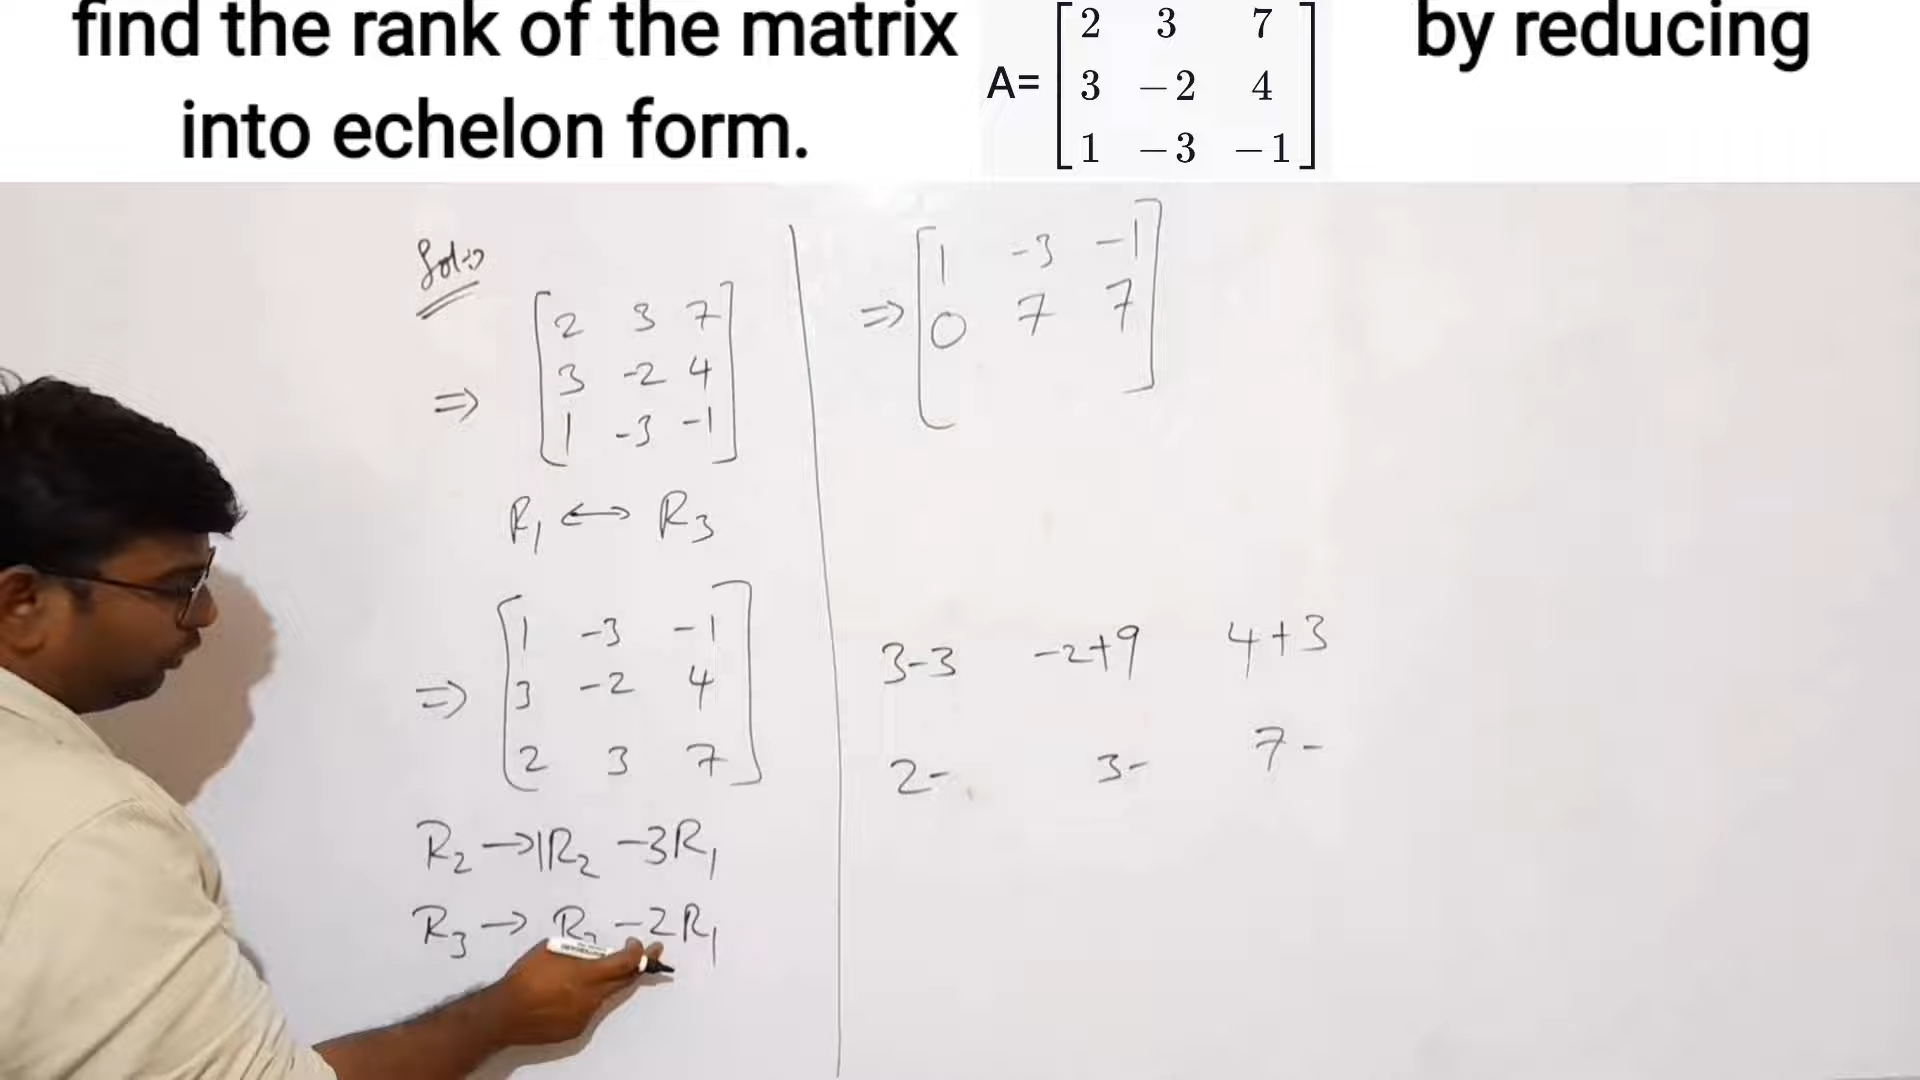 find the rank of the matrix A= [2 3 7 by reducing
3 -2 4
1 -3 -1]
into echelon form.
Sol:
⇒ [2 3 7
3 -2 4
1 -3 -1]
R1 ↔ R3
⇒ [1 -3 -1
3 -2 4
2 3 7]
R2 → 1R2 -3R1
R3 → R3 -2R1
⇒ [1 -3 -1
0 7 7]
3-3 -2+9 4+3
2- 3- 7-